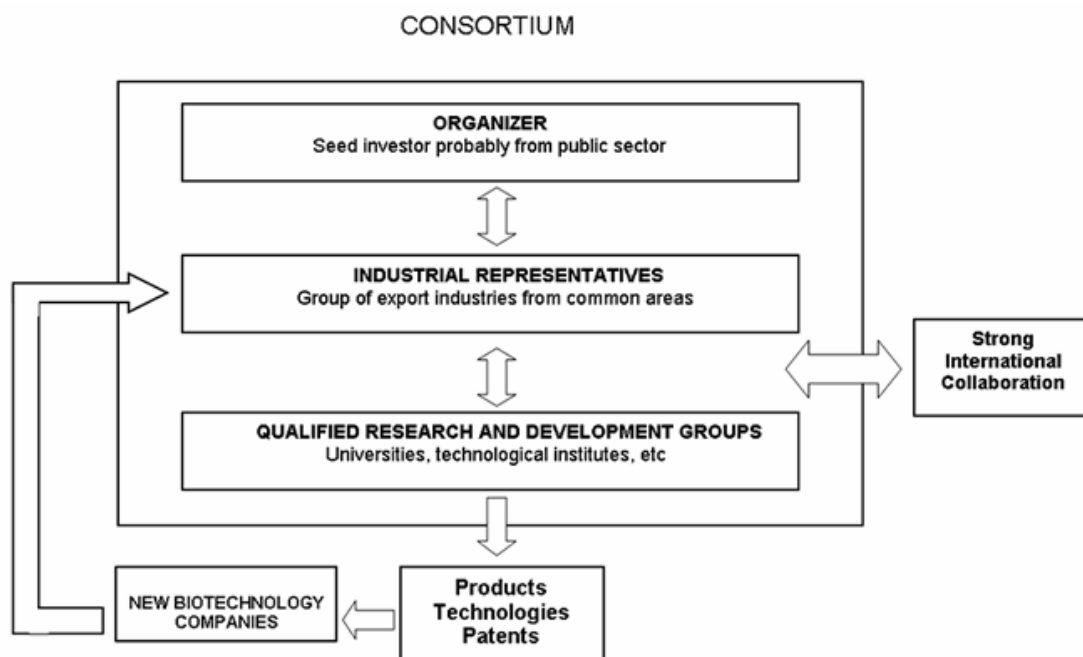 CONSORTIUM
ORGANIZER
Seed investor probably from public sector
INDUSTRIAL REPRESENTATIVES
Group of export industries from common areas
Strong
International
Collaboration
QUALIFIED RESEARCH AND DEVELOPMENT GROUPS
Universities, technological institutes, etc
Products
Technologies
Patents
NEW BIOTECHNOLOGY
COMPANIES